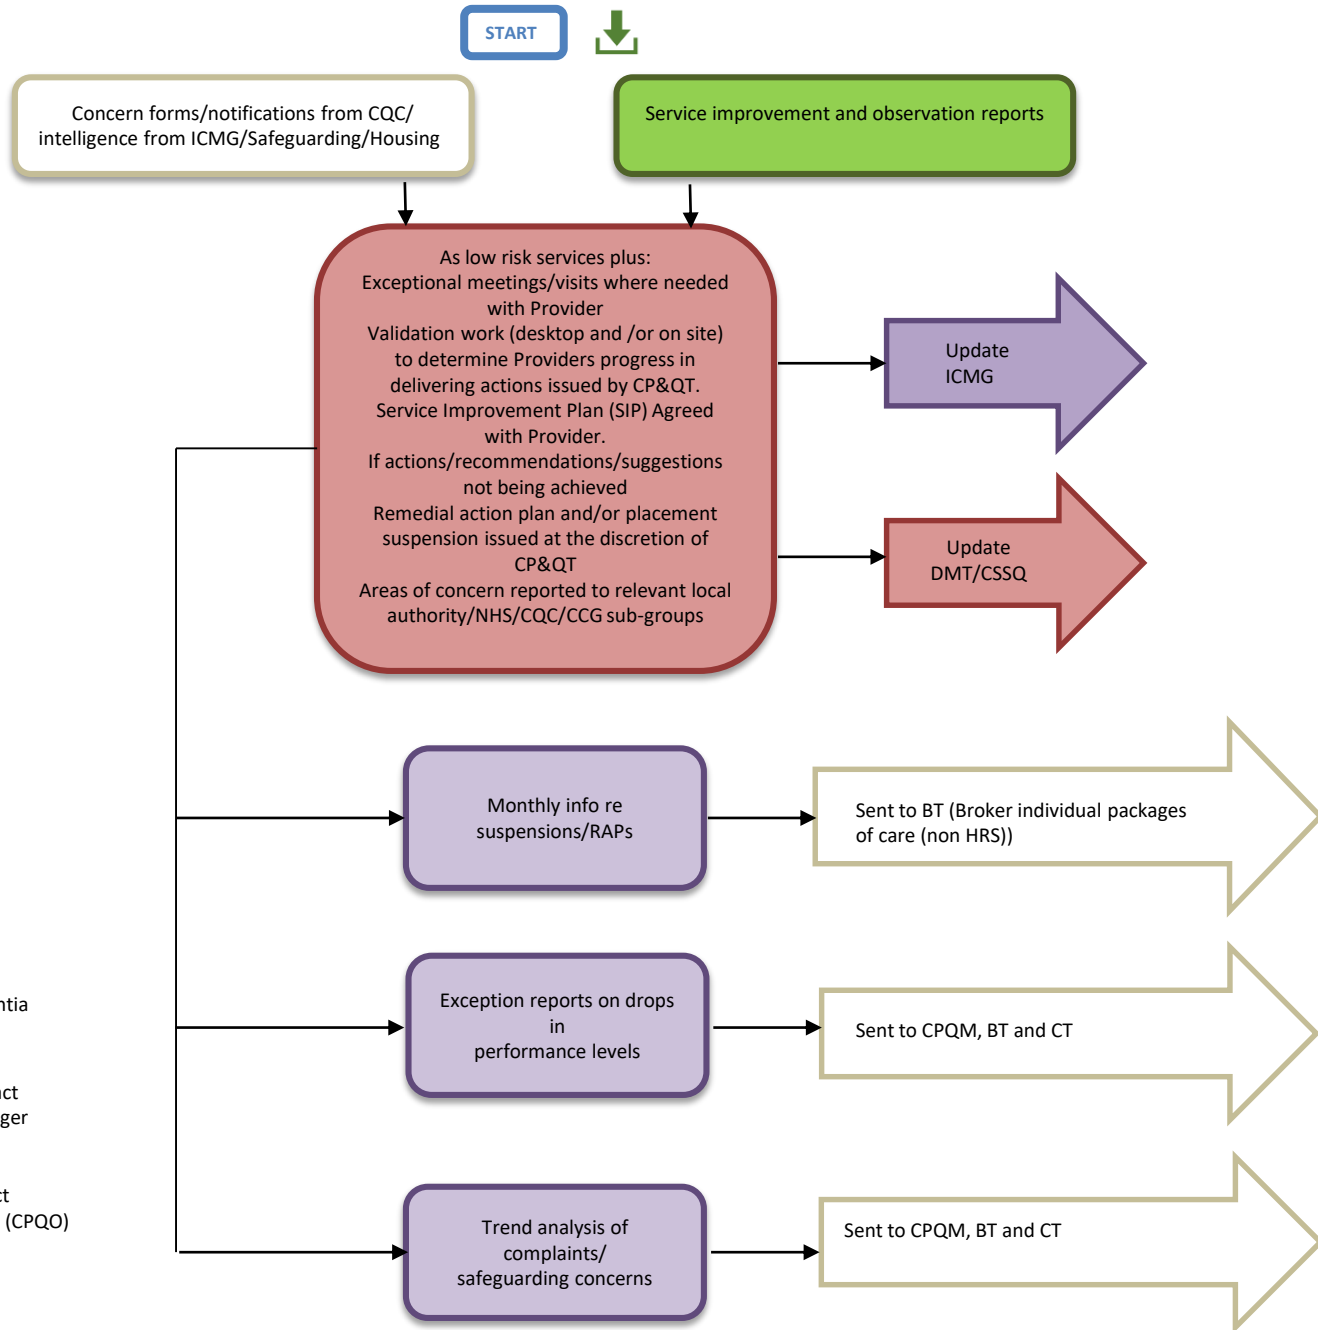 START
Concern forms/notifications from CQC/
intelligence from ICMG/Safeguarding/Housing
Service improvement and observation reports
As low risk services plus:
Exceptional meetings/visits where needed
with Provider
Validation work (desktop and /or on site)
to determine Providers progress in
delivering actions issued by CP&QT.
Service Improvement Plan (SIP) Agreed
with Provider.
If actions/recommendations/suggestions
not being achieved
Remedial action plan and/or placement
suspension issued at the discretion of
CP&QT
Areas of concern reported to relevant local
authority/NHS/CQC/CCG sub-groups
Update
ICMG
Update
DMT/CSSQ
Monthly info re
suspensions/RAPs
Sent to BT (Broker individual packages
of care (non HRS))
Exception reports on drops
in
performance levels
Sent to CPQM, BT and CT
Trend analysis of
complaints/
safeguarding concerns
Sent to CPQM, BT and CT
ntia
act
ger
ct
(CPQO)